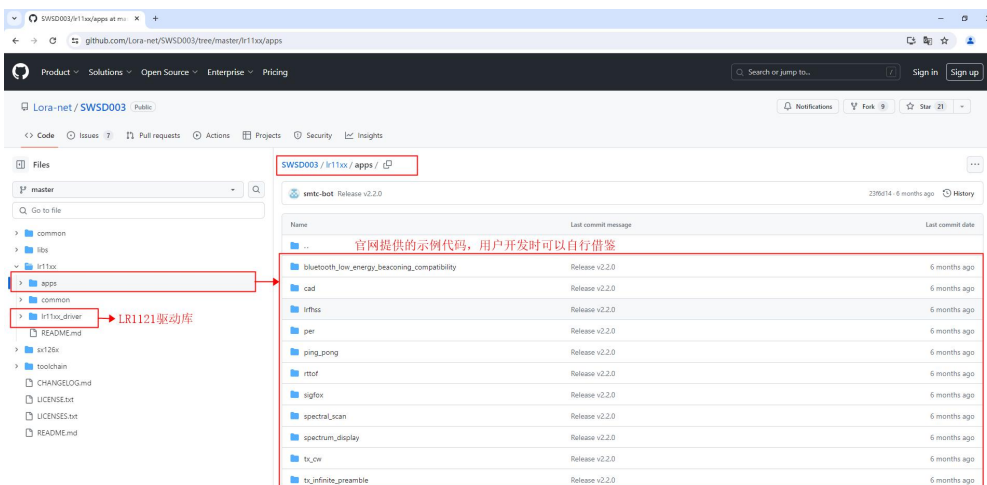 SWSD003/lr11xx/apps at ma
github.com/Lora-net/SWSD003/tree/master/lr11xx/apps
Product Solutions Open Source Enterprise Pricing
Search or jump to...
/
Sign in
Sign up
Lora-net / SWSD003 Public
Notifications
Fork 9
Star 21
Code
Issues 7
Pull requests
Actions
Projects
Security
Insights
Files
SWSD003 / lr11xx / apps /
master
smtc-bot Release v2.2.0
23f6d14 · 6 months ago
History
Go to file
Name Last commit message Last commit date
common
..
官网提供的示例代码，用户开发时可以自行借鉴
libs
lr11xx
bluetooth_low_energy_beaconing_compatibility Release v2.2.0 6 months ago
apps
cad Release v2.2.0 6 months ago
common
lrfhss Release v2.2.0 6 months ago
lr11xx_driver
LR1121驱动库
per Release v2.2.0 6 months ago
README.md
sx126x
ping_pong Release v2.2.0 6 months ago
toolchain
rttof Release v2.2.0 6 months ago
CHANGELOG.md
LICENSE.txt
sigfox Release v2.2.0 6 months ago
LICENSES.txt
spectral_scan Release v2.2.0 6 months ago
README.md
spectrum_display Release v2.2.0 6 months ago
tx_cw Release v2.2.0 6 months ago
tx_infinite_preamble Release v2.2.0 6 months ago